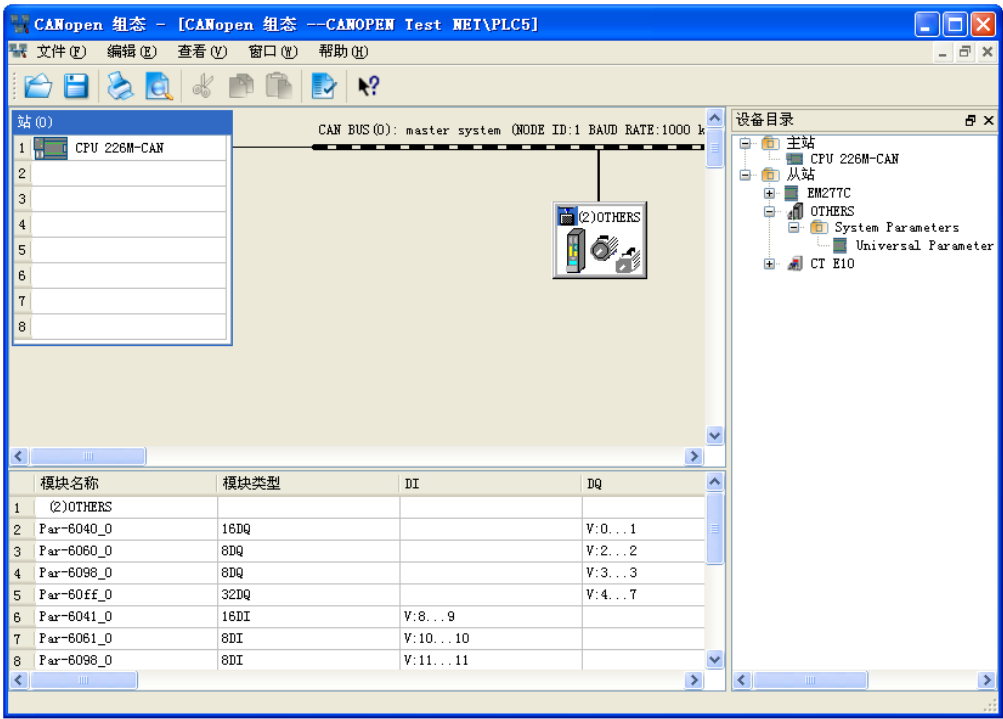 CANopen 组态 - [CANopen 组态 --CANOPEN Test NET\PLC5]
文件(F) 编辑(E) 查看(V) 窗口(W) 帮助(H)
站(0)
1 CPU 226M-CAN
2
3
4
5
6
7
8
CAN BUS(0): master system (NODE ID:1 BAUD RATE:1000 k
(2)OTHERS
设备目录
主站
CPU 226M-CAN
从站
EM277C
OTHERS
System Parameters
Universal Parameter
CT E10
模块名称 模块类型 DI DQ
1 (2)OTHERS
2 Par-6040_0 16DQ V:0...1
3 Par-6060_0 8DQ V:2...2
4 Par-6098_0 8DQ V:3...3
5 Par-60ff_0 32DQ V:4...7
6 Par-6041_0 16DI V:8...9
7 Par-6061_0 8DI V:10...10
8 Par-6098_0 8DI V:11...11